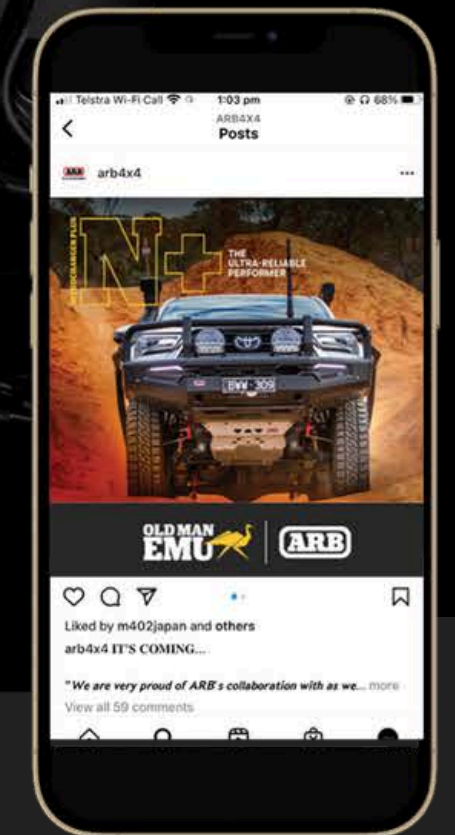 Telstra Wi-Fi Call 1:03 pm 68%
ARB4X4
Posts
ARB arb4x4
N+
THE
ULTRA-RELIABLE
PERFORMER
NITROCHARGER PLUS
BWW·309
OLD MAN
EMU
ARB
Liked by m402japan and others
arb4x4 IT'S COMING...
"We are very proud of ARB's collaboration with as we... more
View all 59 comments